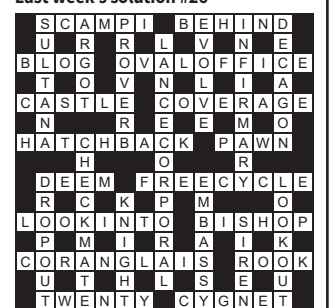 Last week's solution #20
SCAMPI BEHIND
U R R L V N E
BLOG OVALOFFICE
T O V N L I A
CASTLE COVERAGE
N R E E M O
HATCHBACK PAWN
H O R
DEEM FREECYCLE
R C K P M O
LOOKINTO BISHOP
P M I R A I K
CORANGLAIS ROOK
U T H L S E U
TWENTY CYGNET